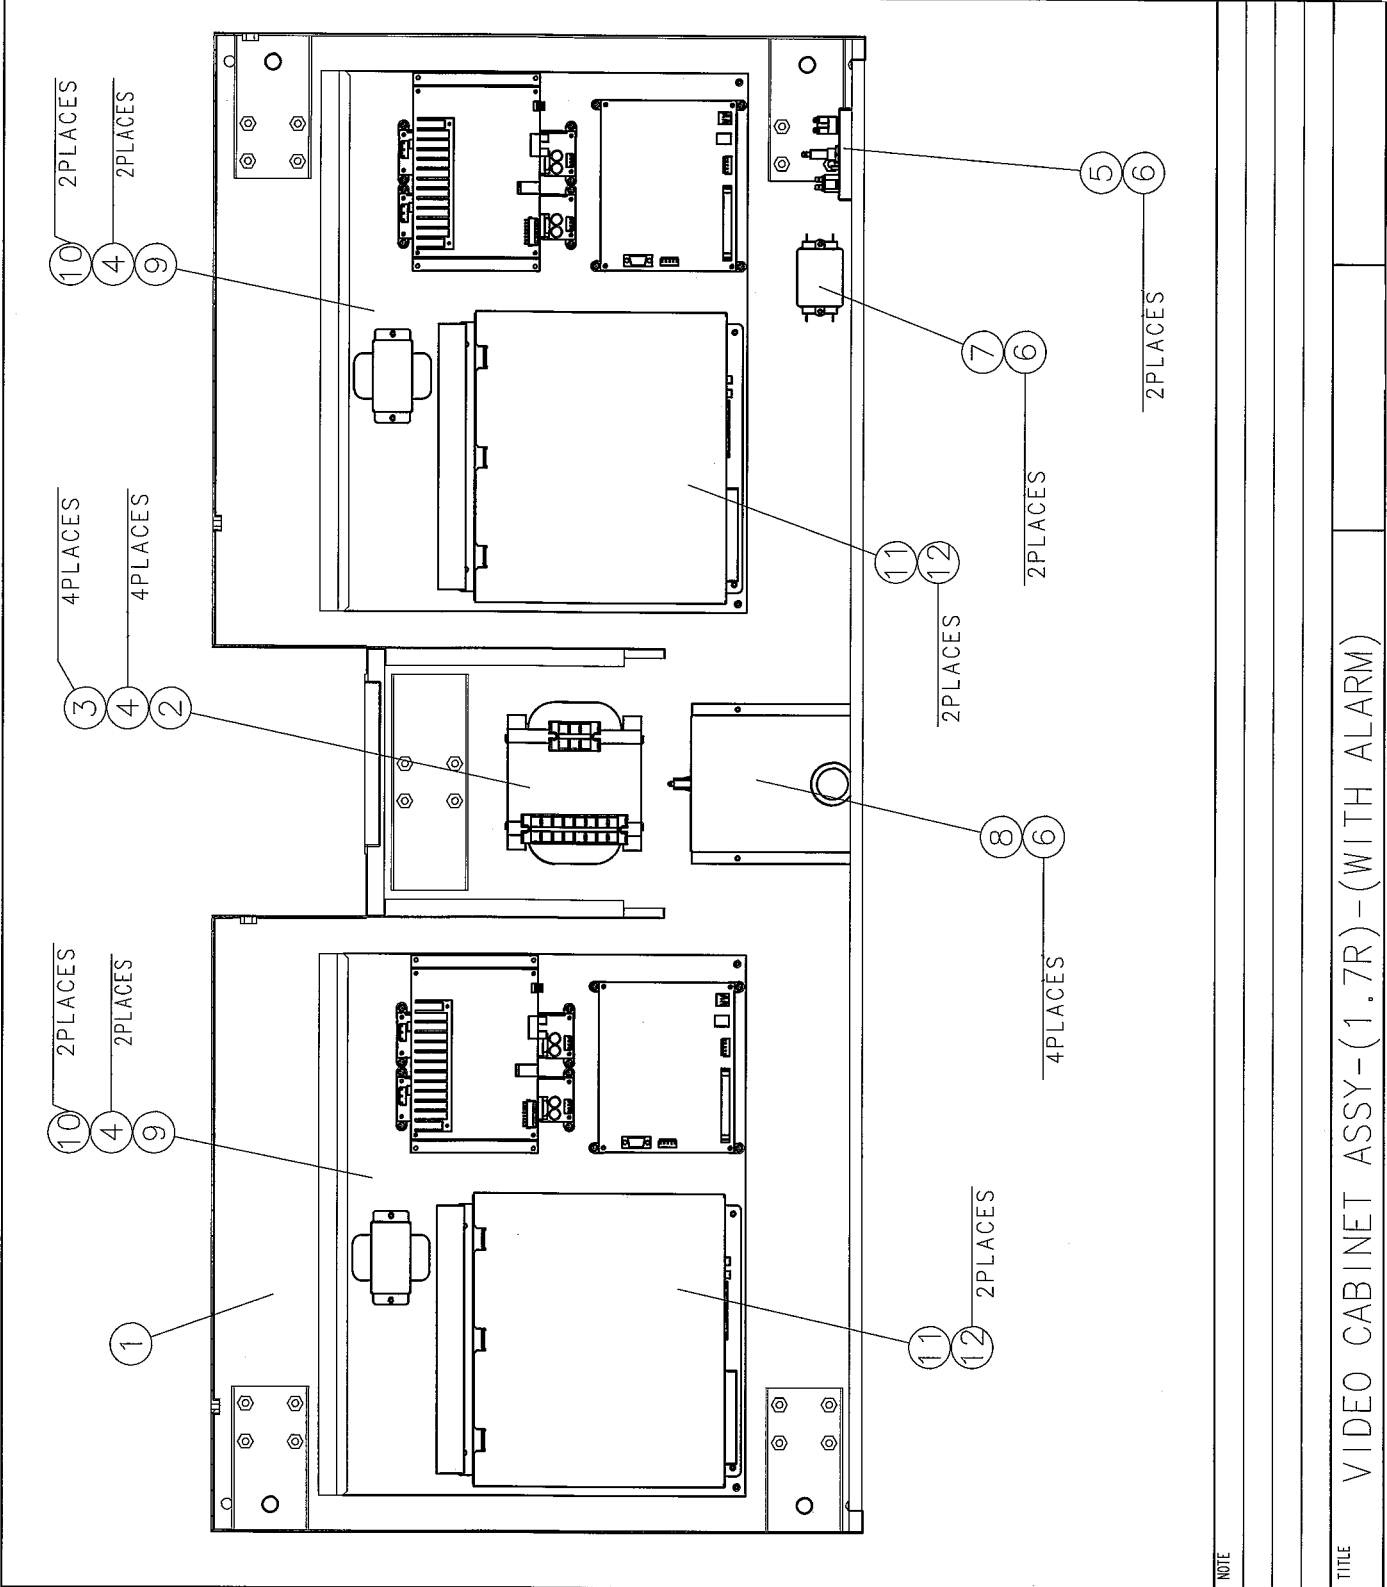 1
10 2PLACES
4 2PLACES
9
3 4PLACES
4 4PLACES
2
10 2PLACES
4 2PLACES
9
11
12 2PLACES
8
6 4PLACES
11
12 2PLACES
7
6 2PLACES
5
6 2PLACES
NOTE
TITLE VIDEO CABINET ASSY-(1.7R)-(WITH ALARM)